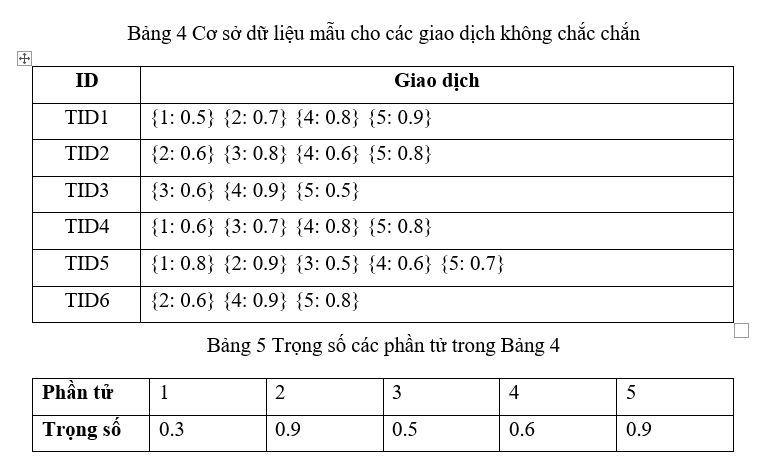 Bảng 4 Cơ sở dữ liệu mẫu cho các giao dịch không chắc chắn
ID Giao dịch
TID1 {1: 0.5} {2: 0.7} {4: 0.8} {5: 0.9}
TID2 {2: 0.6} {3: 0.8} {4: 0.6} {5: 0.8}
TID3 {3: 0.6} {4: 0.9} {5: 0.5}
TID4 {1: 0.6} {3: 0.7} {4: 0.8} {5: 0.8}
TID5 {1: 0.8} {2: 0.9} {3: 0.5} {4: 0.6} {5: 0.7}
TID6 {2: 0.6} {4: 0.9} {5: 0.8}
Bảng 5 Trọng số các phần tử trong Bảng 4
Phần tử 1 2 3 4 5
Trọng số 0.3 0.9 0.5 0.6 0.9